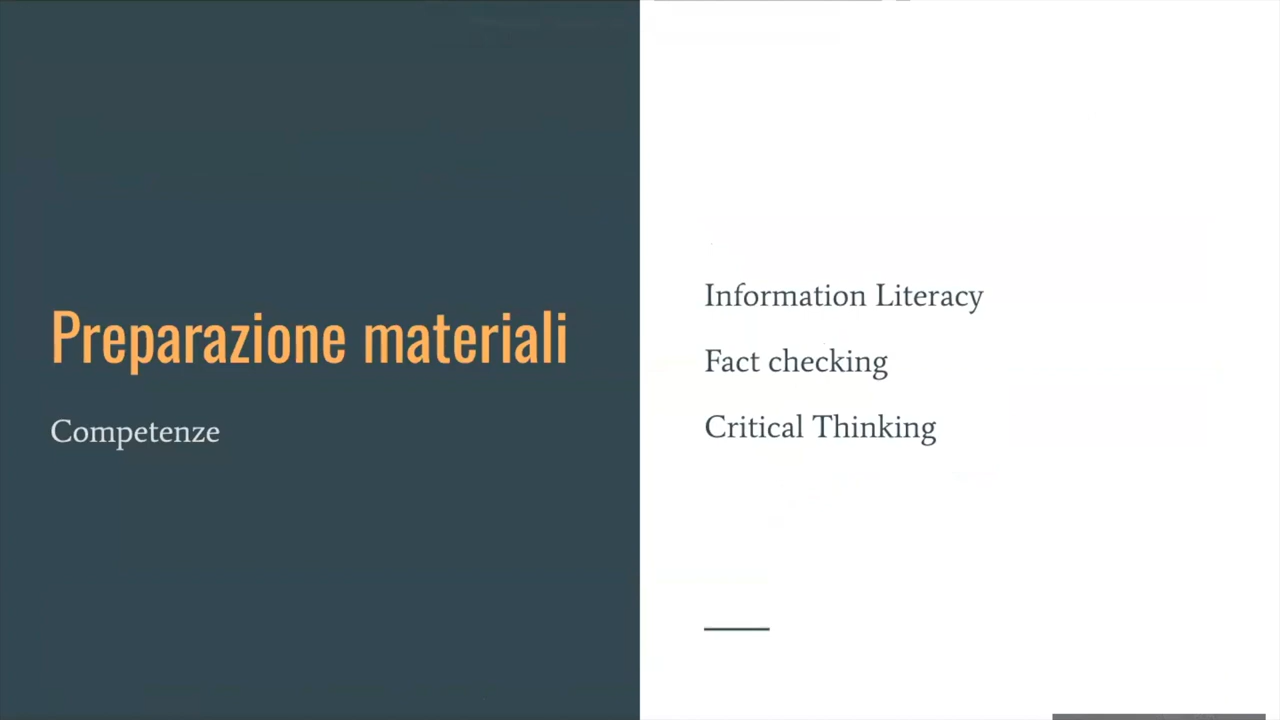 Preparazione materiali
Competenze
Information Literacy
Fact checking
Critical Thinking